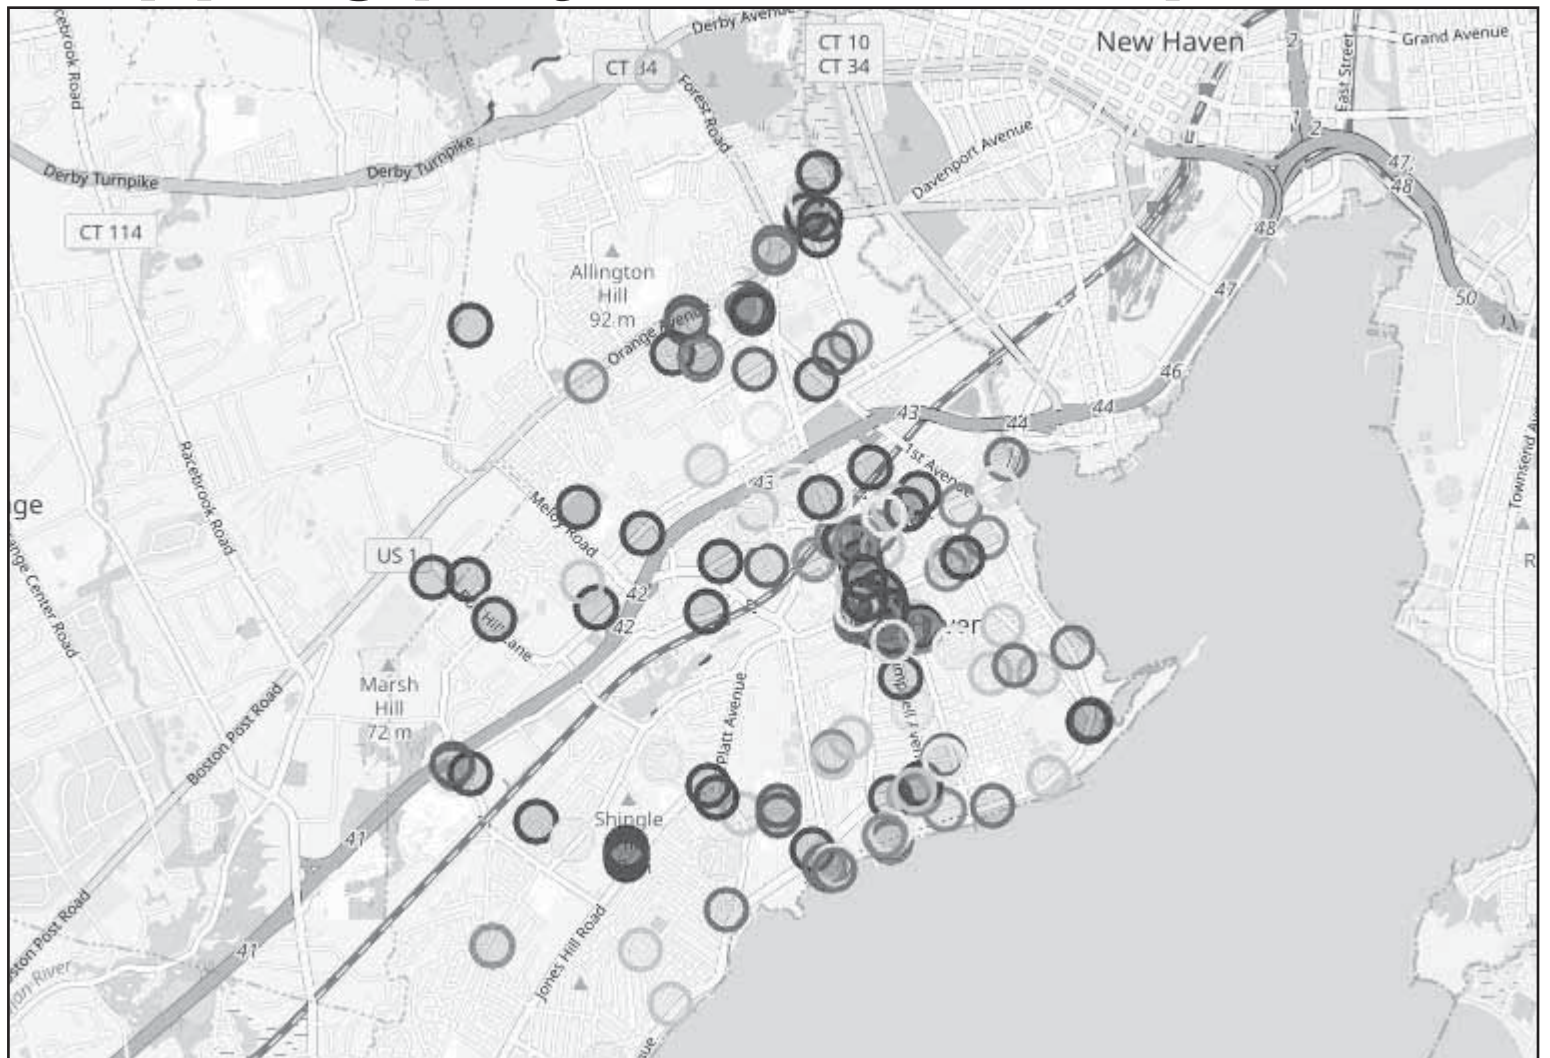 Derby Avenue
CT 10
CT 34
New Haven
2
Grand Avenue
East Street
CT 34
Forest Road
Davenport Avenue
1
2
47
48
Derby Turnpike
Derby Turnpike
CT 114
48
Allington
Hill
92 m
47
50
Orange Avenue
46
43
44
44
Racebrook Road
1st Avenue
43
Townsend
Meloy Road
US 1
42
42
Lane
Marsh
Hill
72 m
Platt Avenue
Boston Post Road
Shingle
41
Jones Hill Road
41
Post Road
River